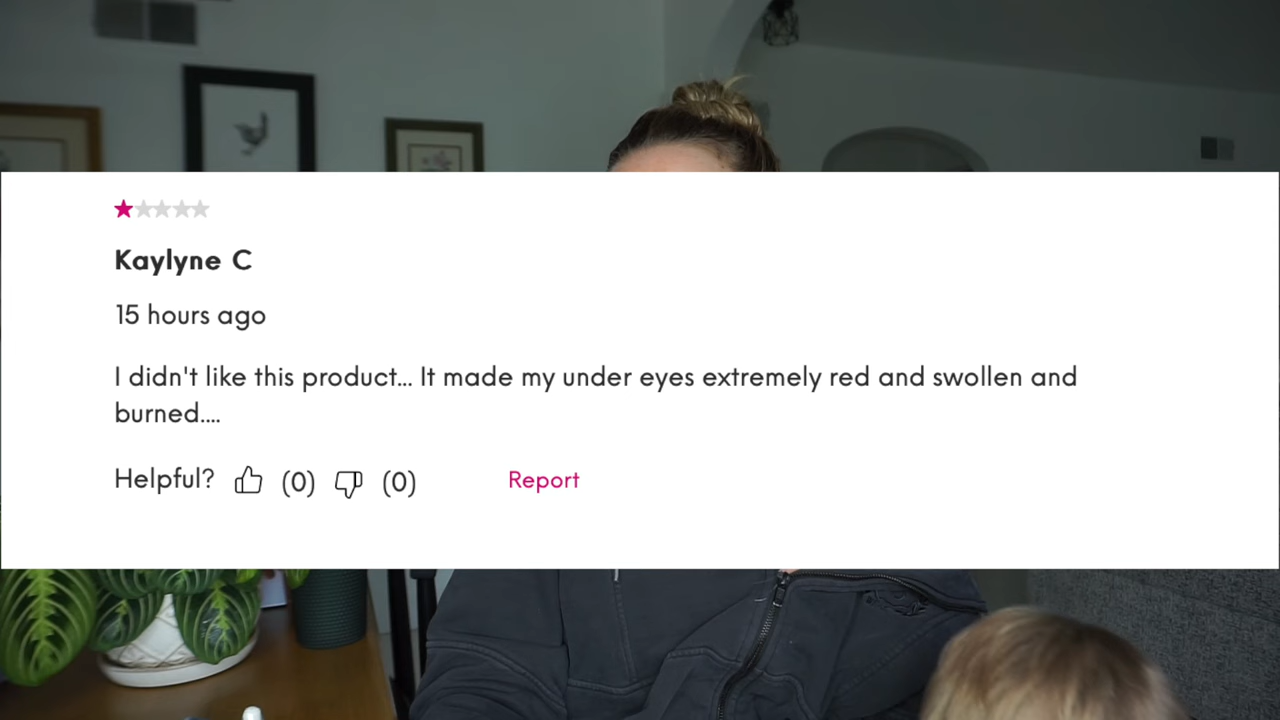 Kaylyne C
15 hours ago
I didn't like this product... It made my under eyes extremely red and swollen and
burned....
Helpful? (0) (0) Report